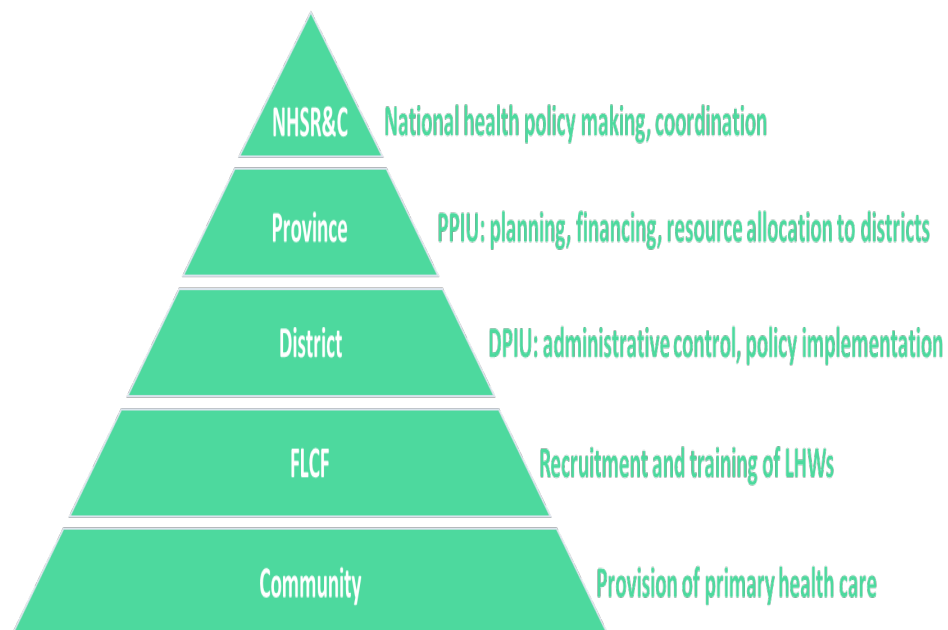 NHSR&C National health policy making, coordination
Province PPIU: planning, financing, resource allocation to districts
District DPIU: administrative control, policy implementation
FLCF Recruitment and training of LHWs
Community Provision of primary health care